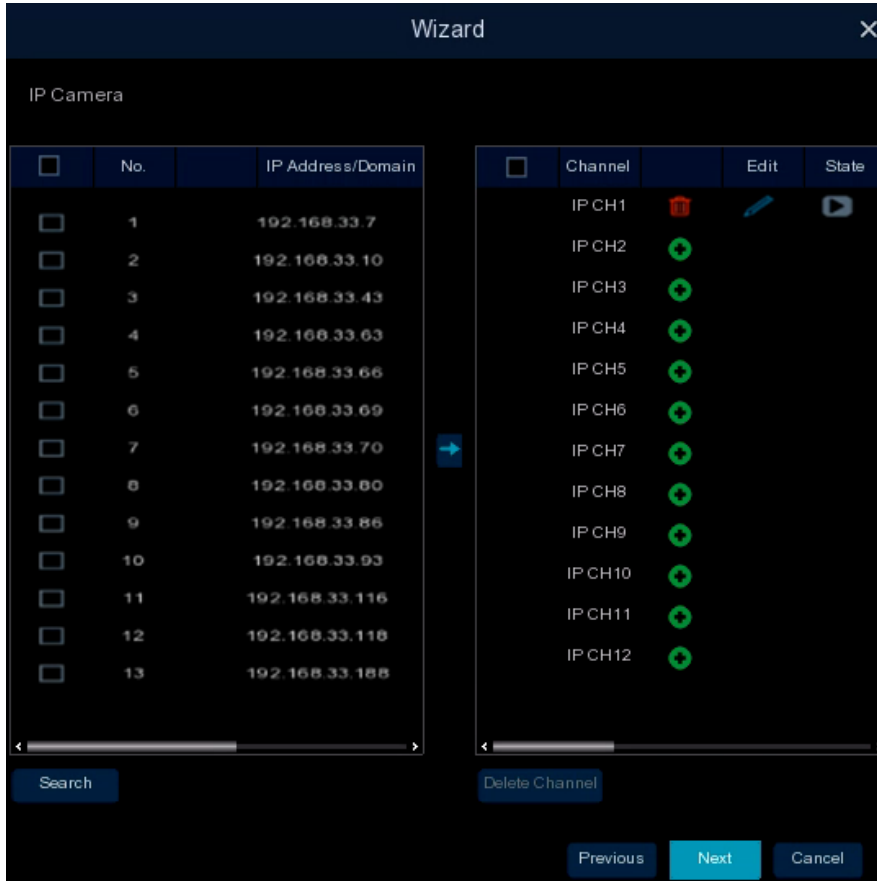 Wizard
IP Camera
No. IP Address/Domain
1 192.168.33.7
2 192.168.33.10
3 192.168.33.43
4 192.168.33.63
5 192.168.33.66
6 192.168.33.69
7 192.168.33.70
8 192.168.33.80
9 192.168.33.86
10 192.168.33.93
11 192.168.33.116
12 192.168.33.118
13 192.168.33.188
Search
Channel Edit State
IP CH1
IP CH2
IP CH3
IP CH4
IP CH5
IP CH6
IP CH7
IP CH8
IP CH9
IP CH10
IP CH11
IP CH12
Delete Channel
Previous Next Cancel